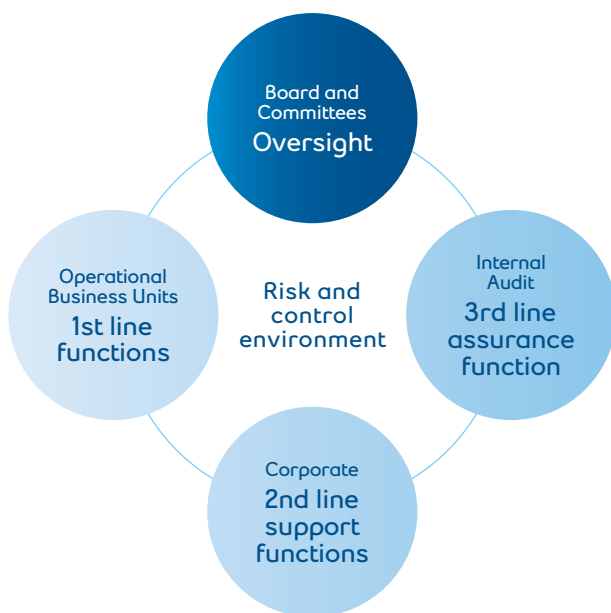 Board and
Committees
Oversight
Operational
Business Units
1st line
functions
Risk and
control
environment
Internal
Audit
3rd line
assurance
function
Corporate
2nd line
support
functions